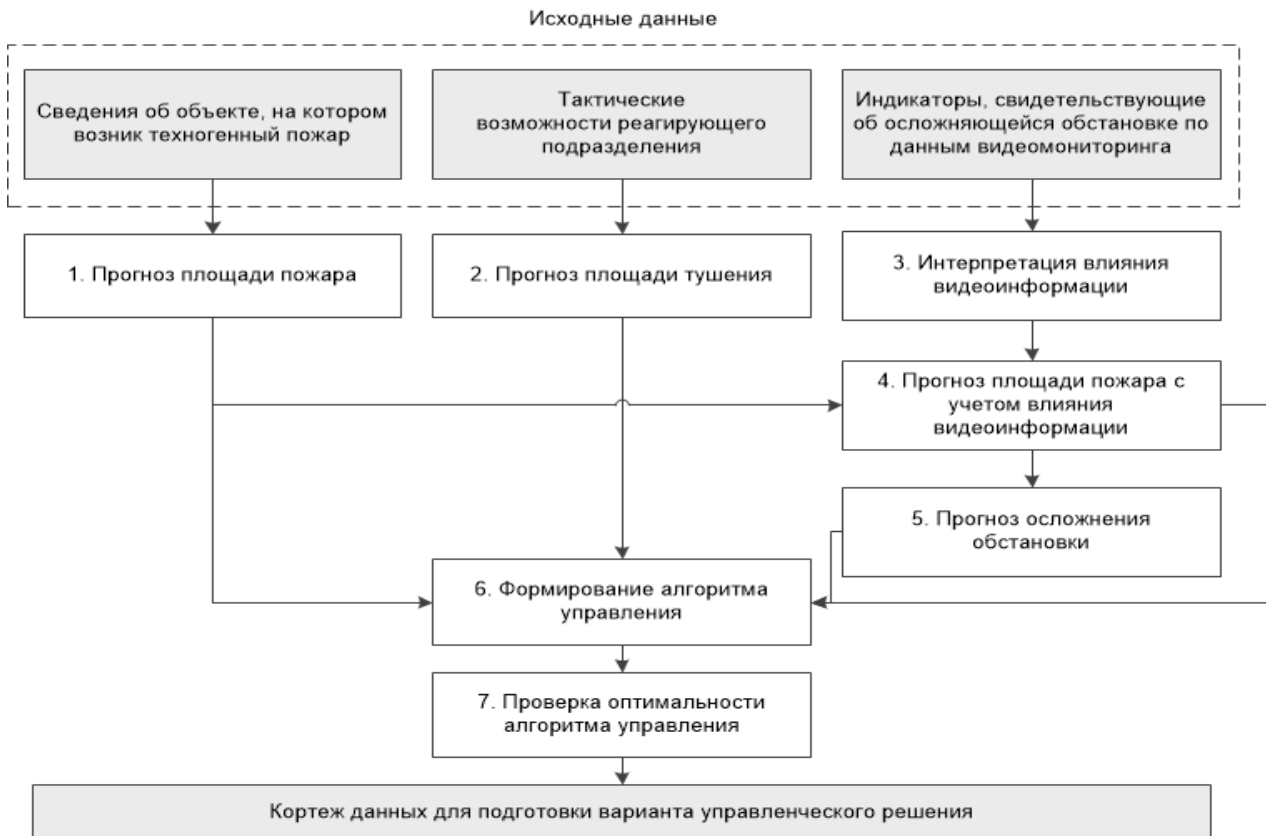 Исходные данные
Сведения об объекте, на котором
возник техногенный пожар
Тактические
возможности реагирующего
подразделения
Индикаторы, свидетельствующие
об осложняющейся обстановке по
данным видеомониторинга
1. Прогноз площади пожара
2. Прогноз площади тушения
3. Интерпретация влияния
видеоинформации
4. Прогноз площади пожара с
учетом влияния
видеоинформации
5. Прогноз осложнения
обстановки
6. Формирование алгоритма
управления
7. Проверка оптимальности
алгоритма управления
Кортеж данных для подготовки варианта управленческого решения